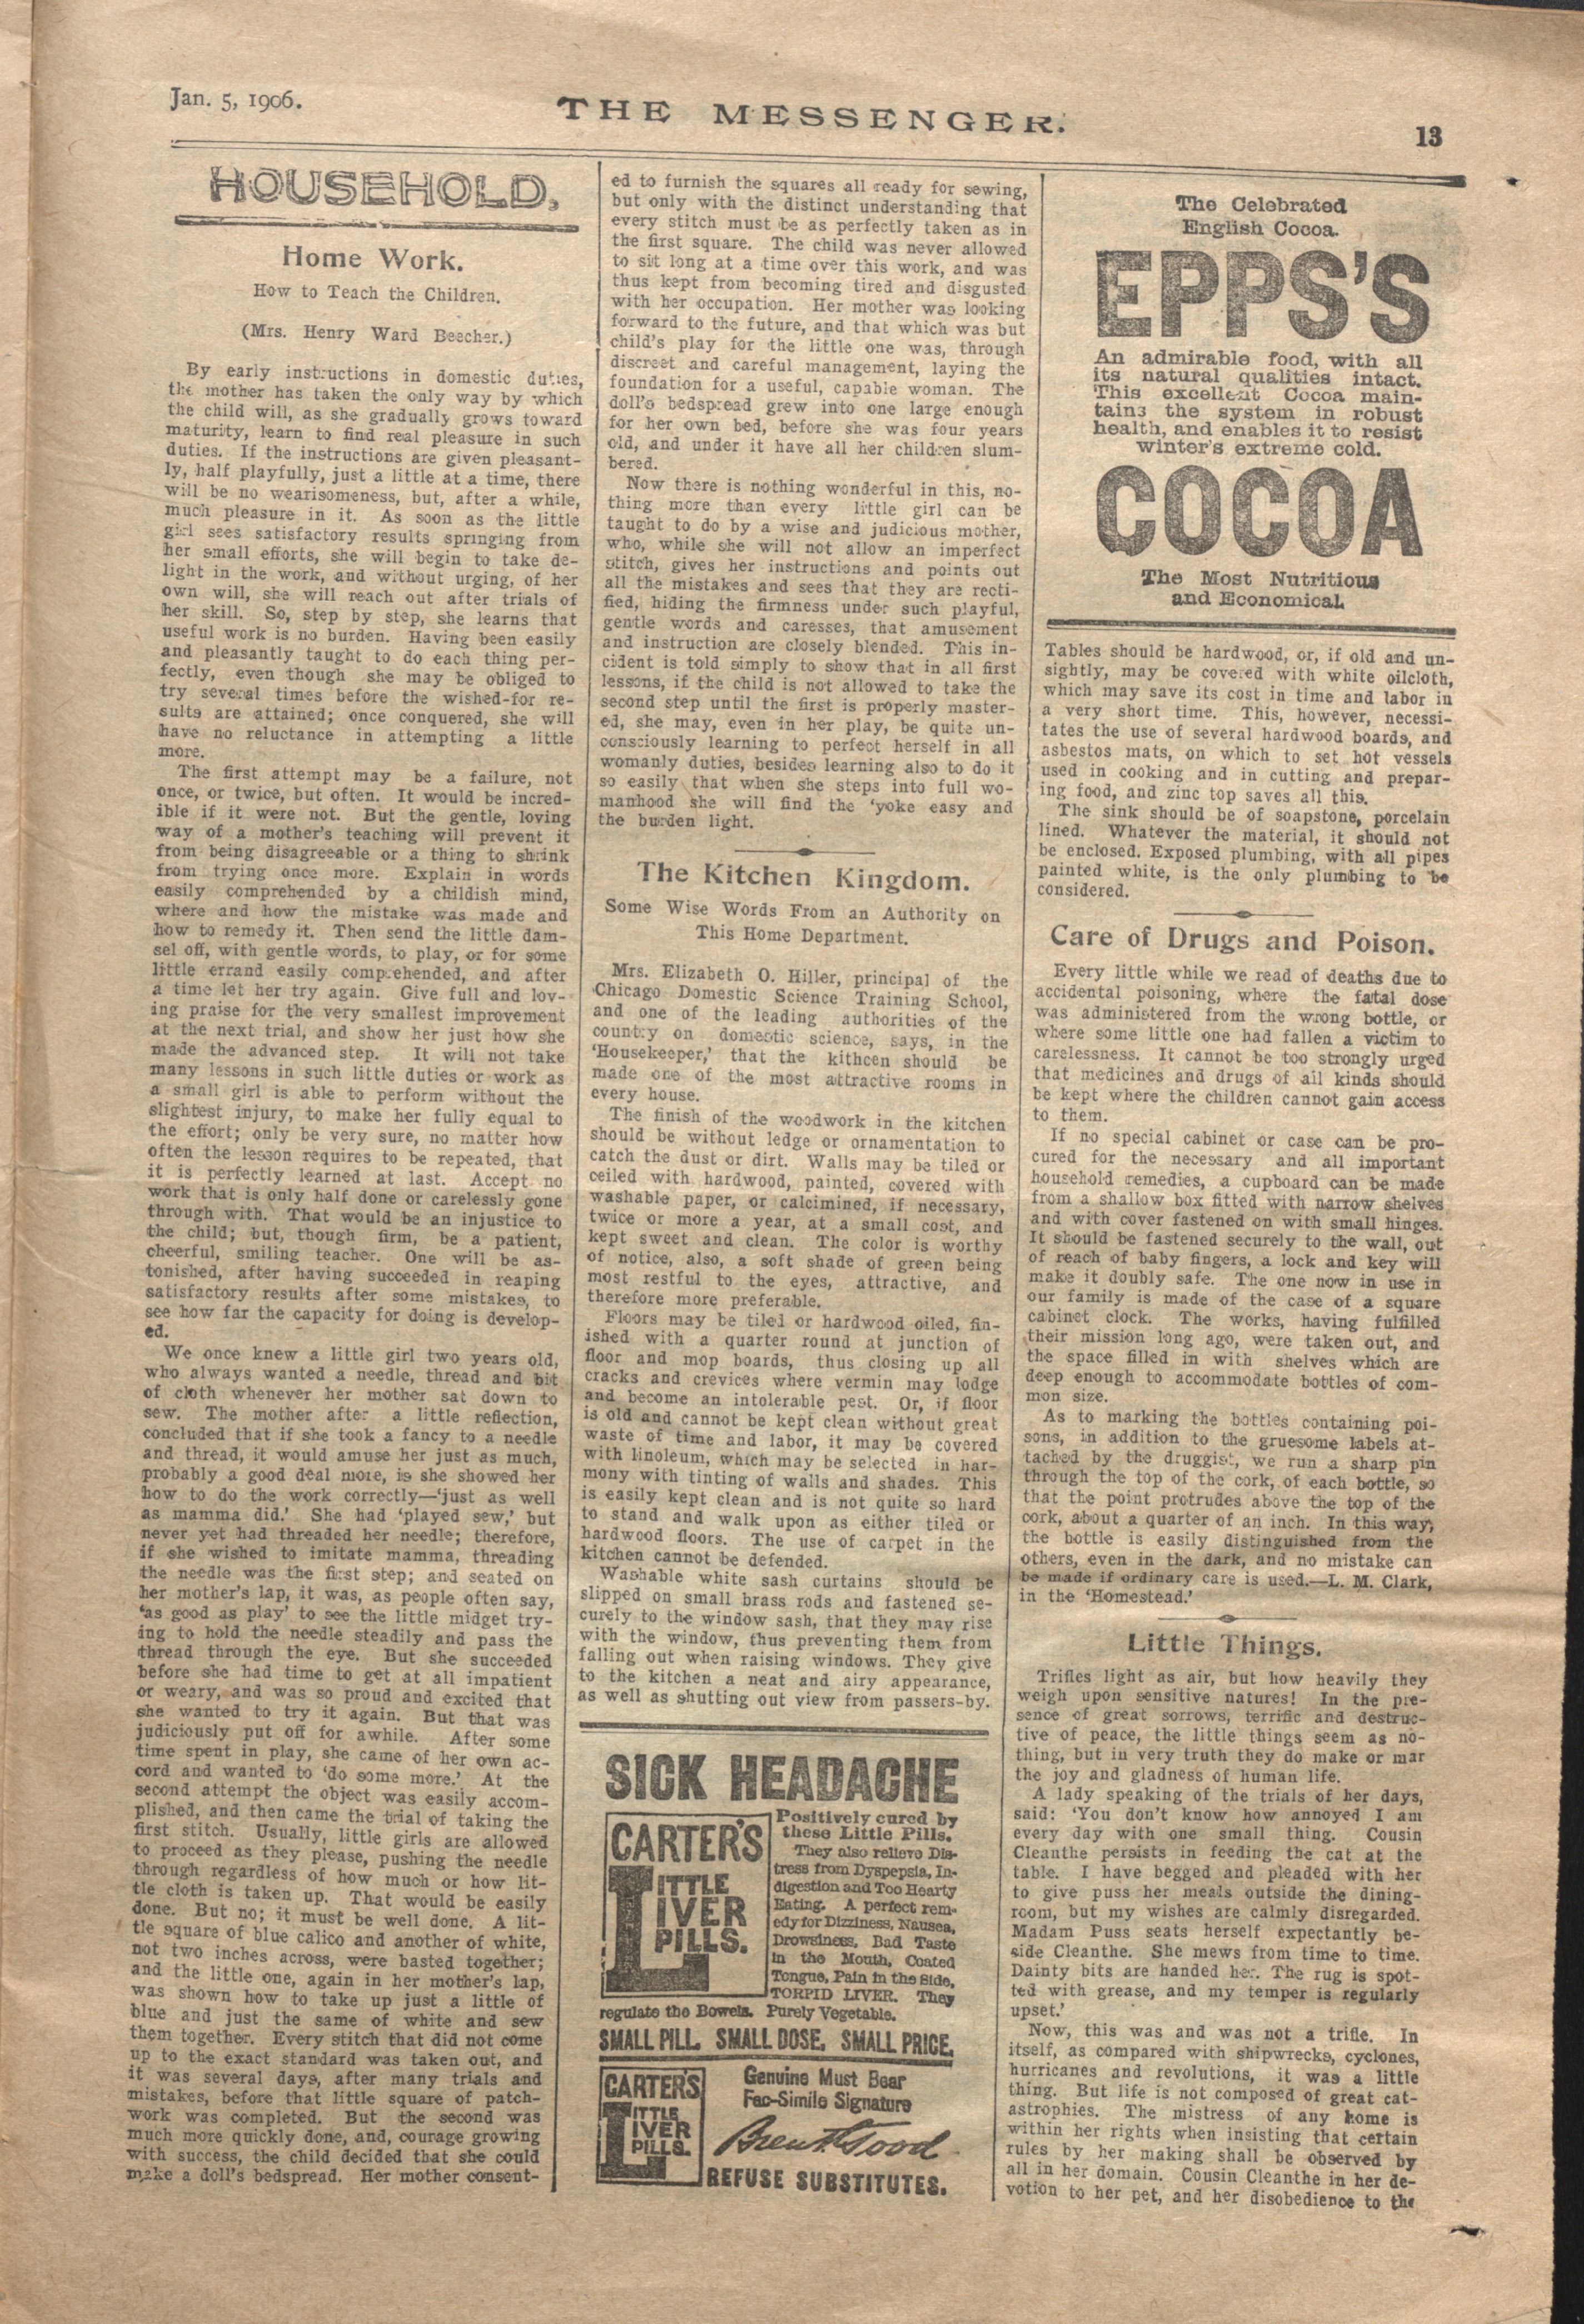 Jan. 5, 1906.
THE MESSENGER.
13
HOUSEHOLD.
Home Work.
How to Teach the Children.
(Mrs. Henry Ward Beecher.)
By early instructions in domestic duties,
the mother has taken the only way by which
the child will, as she gradually grows toward
maturity, learn to find real pleasure in such
duties. If the instructions are given pleasant-
ly, half playfully, just a little at a time, there
will be no wearisomeness, but, after a while,
much pleasure in it. As soon as the little
girl sees satisfactory results springing from
her small efforts, she will begin to take de-
light in the work, and without urging, of her
own will, she will reach out after trials of
her skill. So, step by step, she learns that
useful work is no burden. Having been easily
and pleasantly taught to do each thing per-
fectly, even though she may be obliged to
try several times before the wished-for re-
sults are attained; once conquered, she will
have no reluctance in attempting a little
more.
The first attempt may be a failure, not
once, or twice, but often. It would be incred-
ible if it were not. But the gentle, loving
way of a mother's teaching will prevent it
from being disagreeable or a thing to shrink
from trying once more. Explain in words
easily comprehended by a childish mind,
where and how the mistake was made and
how to remedy it. Then send the little dam-
sel off, with gentle words, to play, or for some
little errand easily comprehended, and after
a time let her try again. Give full and lov-
ing praise for the very smallest improvement
at the next trial, and show her just how she
made the advanced step. It will not take
many lessons in such little duties or work as
a small girl is able to perform without the
slightest injury, to make her fully equal to
the effort; only be very sure, no matter how
often the lesson requires to be repeated, that
it is perfectly learned at last. Accept no
work that is only half done or carelessly gone
through with. That would be an injustice to
the child; but, though firm, be a patient,
cheerful, smiling teacher. One will be as-
tonished, after having succeeded in reaping
satisfactory results after some mistakes, to
see how far the capacity for doing is develop-
ed.
We once knew a little girl two years old,
who always wanted a needle, thread and bit
of cloth whenever her mother sat down to
sew. The mother after a little reflection,
concluded that if she took a fancy to a needle
and thread, it would amuse her just as much,
probably a good deal more, is she showed her
how to do the work correctly—'just as well
as mamma did.' She had 'played sew,' but
never yet had threaded her needle; therefore,
if she wished to imitate mamma, threading
the needle was the first step; and seated on
her mother's lap, it was, as people often say,
'as good as play' to see the little midget try-
ing to hold the needle steadily and pass the
thread through the eye. But she succeeded
before she had time to get at all impatient
or weary, and was so proud and excited that
she wanted to try it again. But that was
judiciously put off for awhile. After some
time spent in play, she came of her own ac-
cord and wanted to 'do some more.' At the
second attempt the object was easily accom-
plished, and then came the trial of taking the
first stitch. Usually, little girls are allowed
to proceed as they please, pushing the needle
through regardless of how much or how lit-
tle cloth is taken up. That would be easily
done. But no; it must be well done. A lit-
tle square of blue calico and another of white,
not two inches across, were basted together;
and the little one, again in her mother's lap,
was shown how to take up just a little of
blue and just the same of white and sew
them together. Every stitch that did not come
up to the exact standard was taken out, and
it was several days, after many trials and
mistakes, before that little square of patch-
work was completed. But the second was
much more quickly done, and, courage growing
with success, the child decided that she could
make a doll's bedspread. Her mother consent-
ed to furnish the squares all ready for sewing,
but only with the distinct understanding that
every stitch must be as perfectly taken as in
the first square. The child was never allowed
to sit long at a time over this work, and was
thus kept from becoming tired and disgusted
with her occupation. Her mother was looking
forward to the future, and that which was but
child's play for the little one was, through
discreet and careful management, laying the
foundation for a useful, capable woman. The
doll's bedspread grew into one large enough
for her own bed, before she was four years
old, and under it have all her children slum-
bered.
Now there is nothing wonderful in this, no-
thing more than every little girl can be
taught to do by a wise and judicious mother,
who, while she will not allow an imperfect
stitch, gives her instructions and points out
all the mistakes and sees that they are recti-
fied, hiding the firmness under such playful,
gentle words and caresses, that amusement
and instruction are closely blended. This in-
cident is told simply to show that in all first
lessons, if the child is not allowed to take the
second step until the first is properly master-
ed, she may, even in her play, be quite un-
consciously learning to perfect herself in all
womanly duties, besides learning also to do it
so easily that when she steps into full wo-
manhood she will find the 'yoke easy and
the burden light.
The Kitchen Kingdom.
Some Wise Words From an Authority on
This Home Department.
Mrs. Elizabeth O. Hiller, principal of the
Chicago Domestic Science Training School,
and one of the leading authorities of the
country on domestic science, says, in the
'Housekeeper,' that the kithcen should be
made one of the most attractive rooms in
every house.
The finish of the woodwork in the kitchen
should be without ledge or ornamentation to
catch the dust or dirt. Walls may be tiled or
ceiled with hardwood, painted, covered with
washable paper, or calcimined, if necessary,
twice or more a year, at a small cost, and
kept sweet and clean. The color is worthy
of notice, also, a soft shade of green being
most restful to the eyes, attractive, and
therefore more preferable.
Floors may be tiled or hardwood oiled, fin-
ished with a quarter round at junction of
floor and mop boards, thus closing up all
cracks and crevices where vermin may lodge
and become an intolerable pest. Or, if floor
is old and cannot be kept clean without great
waste of time and labor, it may be covered
with linoleum, which may be selected in har-
mony with tinting of walls and shades. This
is easily kept clean and is not quite so hard
to stand and walk upon as either tiled or
hardwood floors. The use of carpet in the
kitchen cannot be defended.
Washable white sash curtains should be
slipped on small brass rods and fastened se-
curely to the window sash, that they may rise
with the window, thus preventing them from
falling out when raising windows. They give
to the kitchen a neat and airy appearance,
as well as shutting out view from passers-by.
SICK HEADACHE
CARTER'S
LITTLE
LIVER
PILLS.
Positively cured by
these Little Pills.
They also relieve Dis-
tress from Dyspepsia, In-
digestion and Too Hearty
Eating. A perfect rem-
edy for Dizziness, Nausea,
Drowsiness, Bad Taste
in the Mouth, Coated
Tongue, Pain in the Side,
TORPID LIVER. They
regulate the Bowels. Purely Vegetable.
SMALL PILL. SMALL DOSE. SMALL PRICE.
CARTER'S
LITTLE
LIVER
PILLS.
Genuine Must Bear
Fac-Simile Signature
Brent Good
REFUSE SUBSTITUTES.
The Celebrated
English Cocoa.
EPPS'S
An admirable food, with all
its natural qualities intact.
This excellent Cocoa main-
tains the system in robust
health, and enables it to resist
winter's extreme cold.
COCOA
The Most Nutritious
and Economical.
Tables should be hardwood, or, if old and un-
sightly, may be covered with white oilcloth,
which may save its cost in time and labor in
a very short time. This, however, necessi-
tates the use of several hardwood boards, and
asbestos mats, on which to set hot vessels
used in cooking and in cutting and prepar-
ing food, and zinc top saves all this.
The sink should be of soapstone, porcelain
lined. Whatever the material, it should not
be enclosed. Exposed plumbing, with all pipes
painted white, is the only plumbing to be
considered.
Care of Drugs and Poison.
Every little while we read of deaths due to
accidental poisoning, where the fatal dose
was administered from the wrong bottle, or
where some little one had fallen a victim to
carelessness. It cannot be too strongly urged
that medicines and drugs of all kinds should
be kept where the children cannot gain access
to them.
If no special cabinet or case can be pro-
cured for the necessary and all important
household remedies, a cupboard can be made
from a shallow box fitted with narrow shelves
and with cover fastened on with small hinges.
It should be fastened securely to the wall, out
of reach of baby fingers, a lock and key will
make it doubly safe. The one now in use in
our family is made of the case of a square
cabinet clock. The works, having fulfilled
their mission long ago, were taken out, and
the space filled in with shelves which are
deep enough to accommodate bottles of com-
mon size.
As to marking the bottles containing poi-
sons, in addition to the gruesome labels at-
tached by the druggist, we run a sharp pin
through the top of the cork, of each bottle, so
that the point protrudes above the top of the
cork, about a quarter of an inch. In this way,
the bottle is easily distinguished from the
others, even in the dark, and no mistake can
be made if ordinary care is used.—L. M. Clark,
in the 'Homestead.'
Little Things.
Trifles light as air, but how heavily they
weigh upon sensitive natures! In the pre-
sence of great sorrows, terrific and destruc-
tive of peace, the little things seem as no-
thing, but in very truth they do make or mar
the joy and gladness of human life.
A lady speaking of the trials of her days,
said: 'You don't know how annoyed I am
every day with one small thing. Cousin
Cleanthe persists in feeding the cat at the
table. I have begged and pleaded with her
to give puss her meals outside the dining-
room, but my wishes are calmly disregarded.
Madam Puss seats herself expectantly be-
side Cleanthe. She mews from time to time.
Dainty bits are handed her. The rug is spot-
ted with grease, and my temper is regularly
upset.'
Now, this was and was not a trifle. In
itself, as compared with shipwrecks, cyclones,
hurricanes and revolutions, it was a little
thing. But life is not composed of great cat-
astrophies. The mistress of any home is
within her rights when insisting that certain
rules by her making shall be observed by
all in her domain. Cousin Cleanthe in her de-
votion to her pet, and her disobedience to the